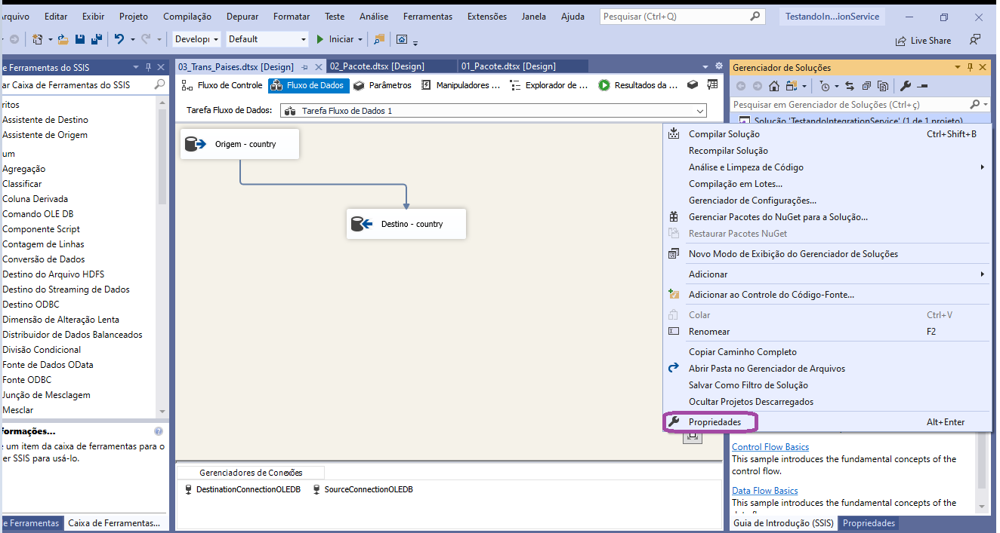 rquivo Editar Exibir Projeto Compilação Depurar Formatar Teste Análise Ferramentas Extensões Janela Ajuda Pesquisar (Ctrl+Q) TestandoIn...ionService
Developi Default Iniciar Live Share
e Ferramentas do SSIS
ar Caixa de Ferramentas do SSIS
ritos
Assistente de Destino
Assistente de Origem
um
Agregação
Classificar
Coluna Derivada
Comando OLE DB
Componente Script
Contagem de Linhas
Conversão de Dados
Destino do Arquivo HDFS
Destino do Streaming de Dados
Destino ODBC
Dimensão de Alteração Lenta
Distribuidor de Dados Balanceados
Divisão Condicional
Fonte de Dados OData
Fonte ODBC
Junção de Mesclagem
Mesclar
formações...
e um item da caixa de ferramentas para o
er SSIS para usá-lo.
e Ferramentas Caixa de Ferramentas...
03_Trans_Paises.dtsx [Design] 02_Pacote.dtsx [Design] 01_Pacote.dtsx [Design]
Fluxo de Controle Fluxo de Dados Parâmetros Manipuladores ... Explorador de ... Resultados da ...
Tarefa Fluxo de Dados: Tarefa Fluxo de Dados 1
Origem - country
Destino - country
Gerenciadores de Conexões
DestinationConnectionOLEDB SourceConnectionOLEDB
Gerenciador de Soluções
Pesquisar em Gerenciador de Soluções (Ctrl+ç)
Solução 'TestandoIntegrationService' (1 de 1 projeto)
Compilar Solução Ctrl+Shift+B
Recompilar Solução
Análise e Limpeza de Código
Compilação em Lotes...
Gerenciador de Configurações...
Gerenciar Pacotes do NuGet para a Solução...
Restaurar Pacotes NuGet
Novo Modo de Exibição do Gerenciador de Soluções
Adicionar
Adicionar ao Controle do Código-Fonte...
Colar Ctrl+V
Renomear F2
Copiar Caminho Completo
Abrir Pasta no Gerenciador de Arquivos
Salvar Como Filtro de Solução
Ocultar Projetos Descarregados
Propriedades Alt+Enter
Control Flow Basics
This sample introduces the fundamental concepts of the
control flow.
Data Flow Basics
This sample introduces the fundamental concepts of the
Guia de Introdução (SSIS) Propriedades